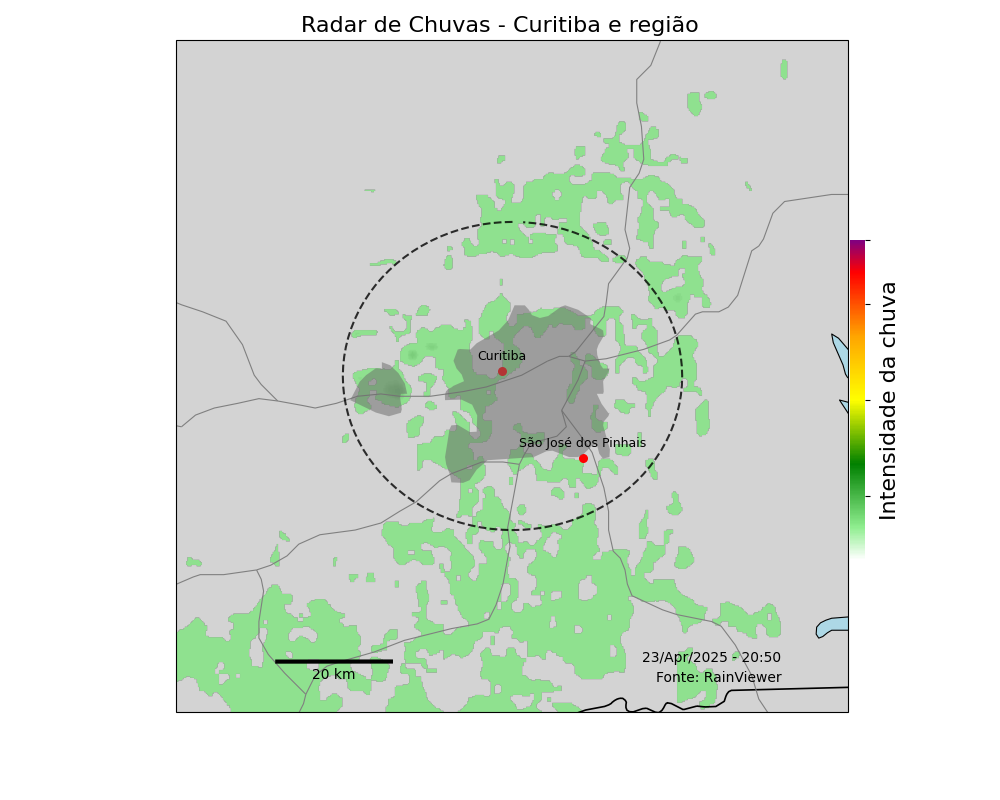 Radar de Chuvas - Curitiba e região
Curitiba
São José dos Pinhais
Intensidade da chuva
23/Apr/2025 - 20:50
Fonte: RainViewer
20 km